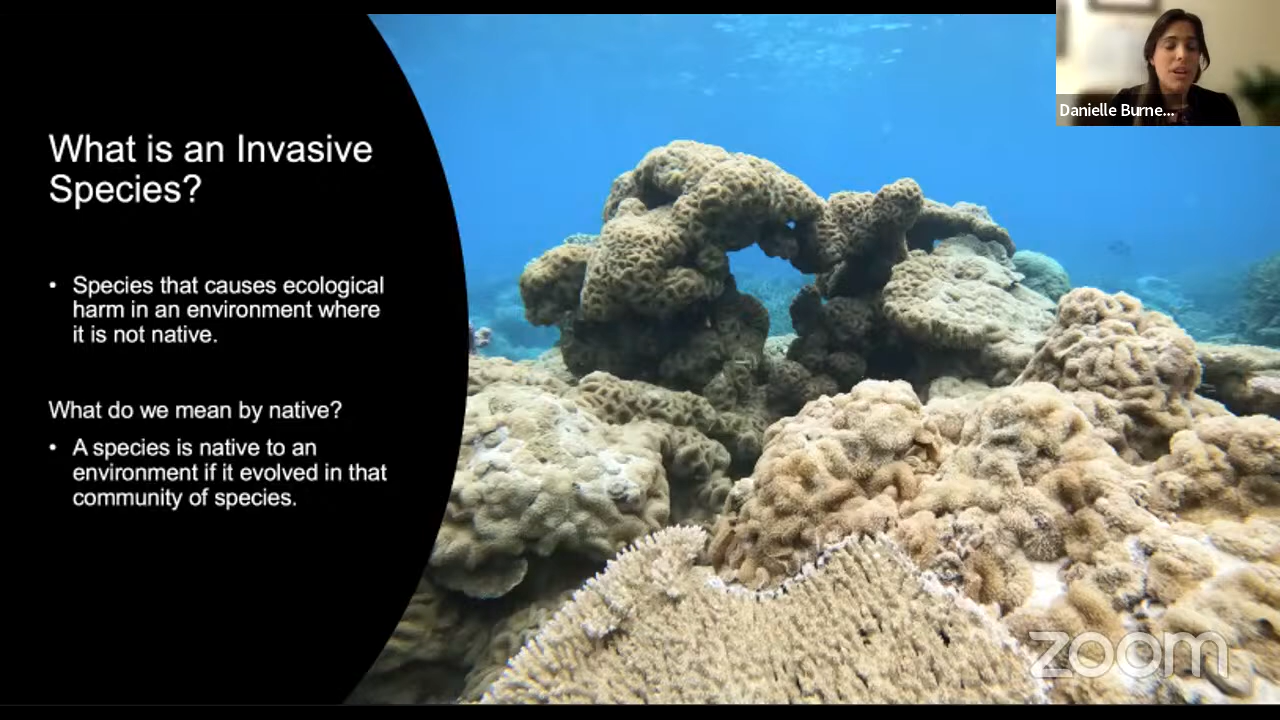 What is an Invasive
Species?
• Species that causes ecological
harm in an environment where
it is not native.
What do we mean by native?
• A species is native to an
environment if it evolved in that
community of species.
Danielle Burne...
zoom